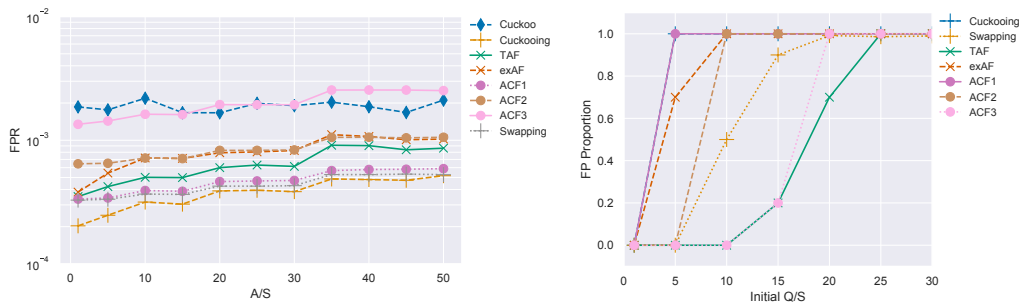 10⁻²
10⁻³
10⁻⁴
FPR
0 10 20 30 40 50
A/S
Cuckoo
Cuckooing
TAF
exAF
ACF1
ACF2
ACF3
Swapping
1.0
0.8
0.6
0.4
0.2
0.0
FP Proportion
0 5 10 15 20 25 30
Initial Q/S
Cuckooing
Swapping
TAF
exAF
ACF1
ACF2
ACF3